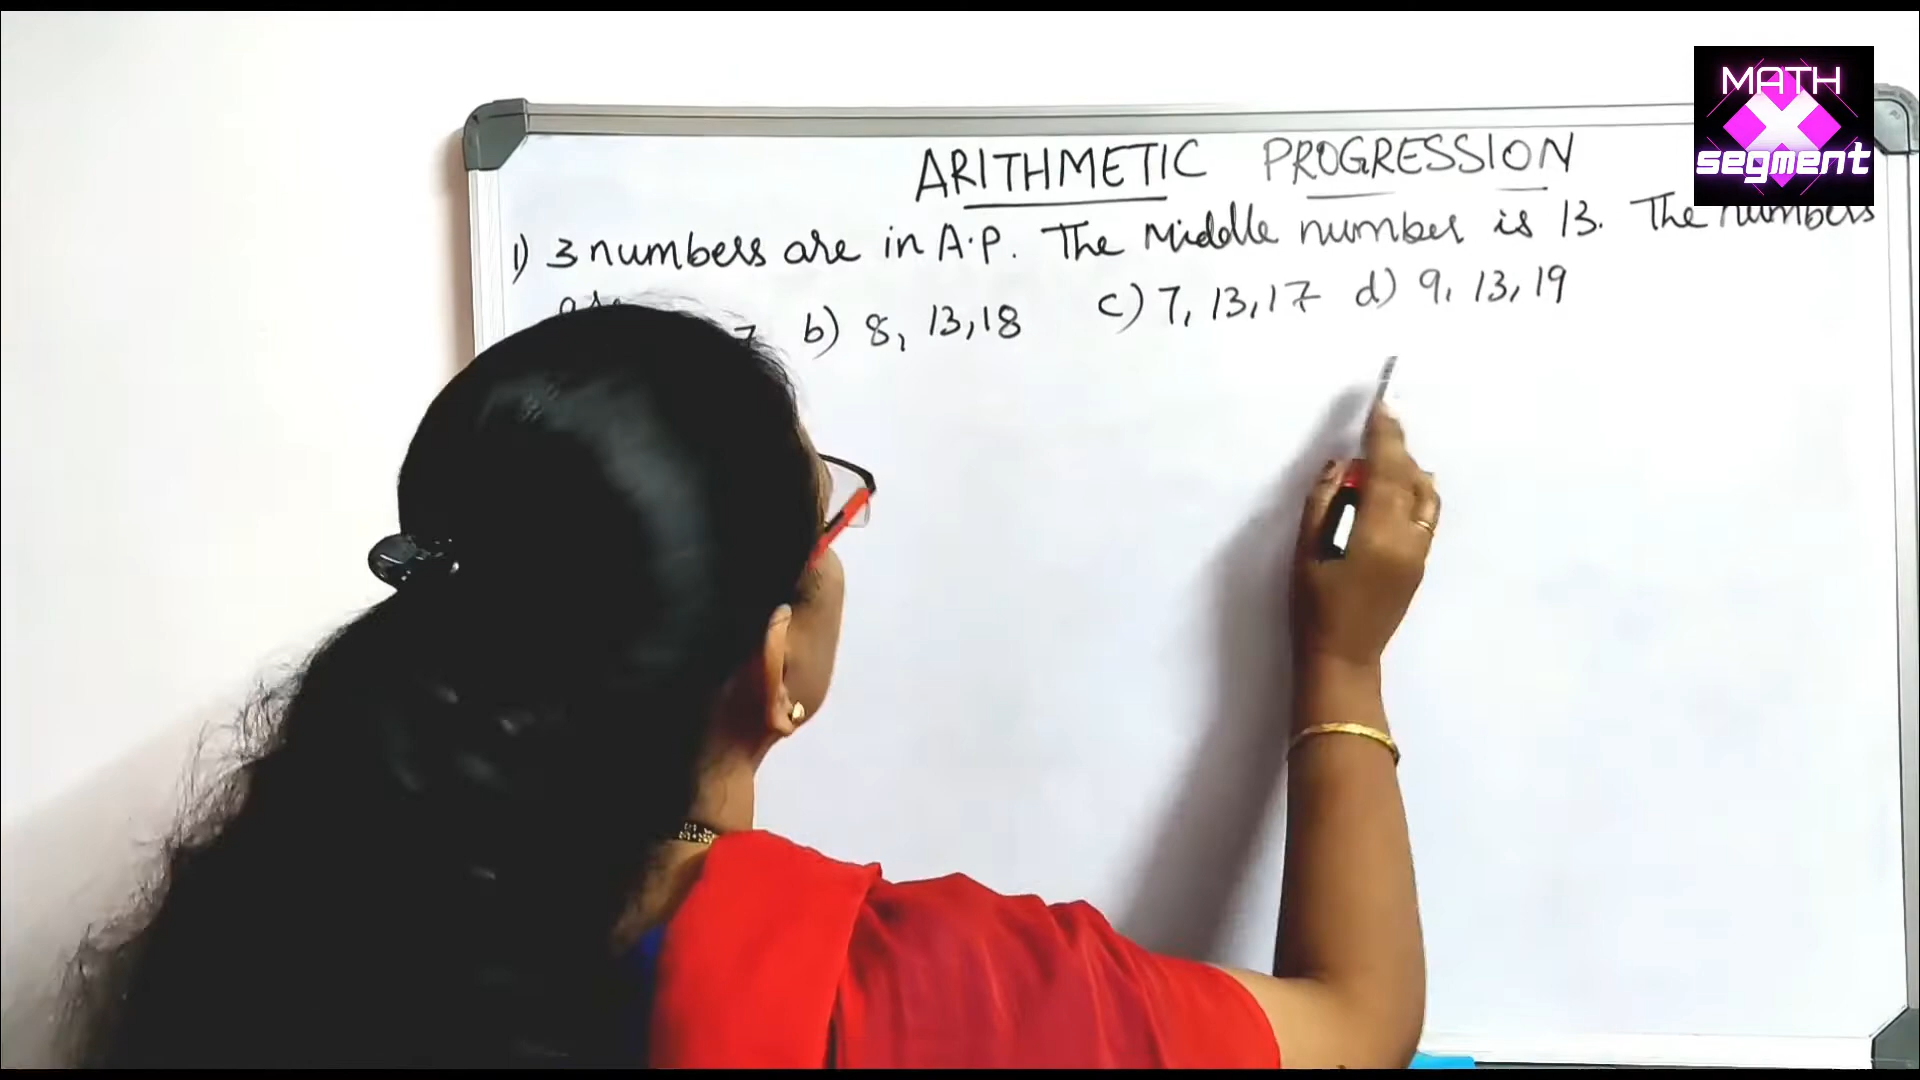 MATH
segment
ARITHMETIC PROGRESSION
1) 3 numbers are in A.P. The Middle number is 13. The numbers
are
b) 8, 13, 18 c) 7, 13, 17 d) 9, 13, 19